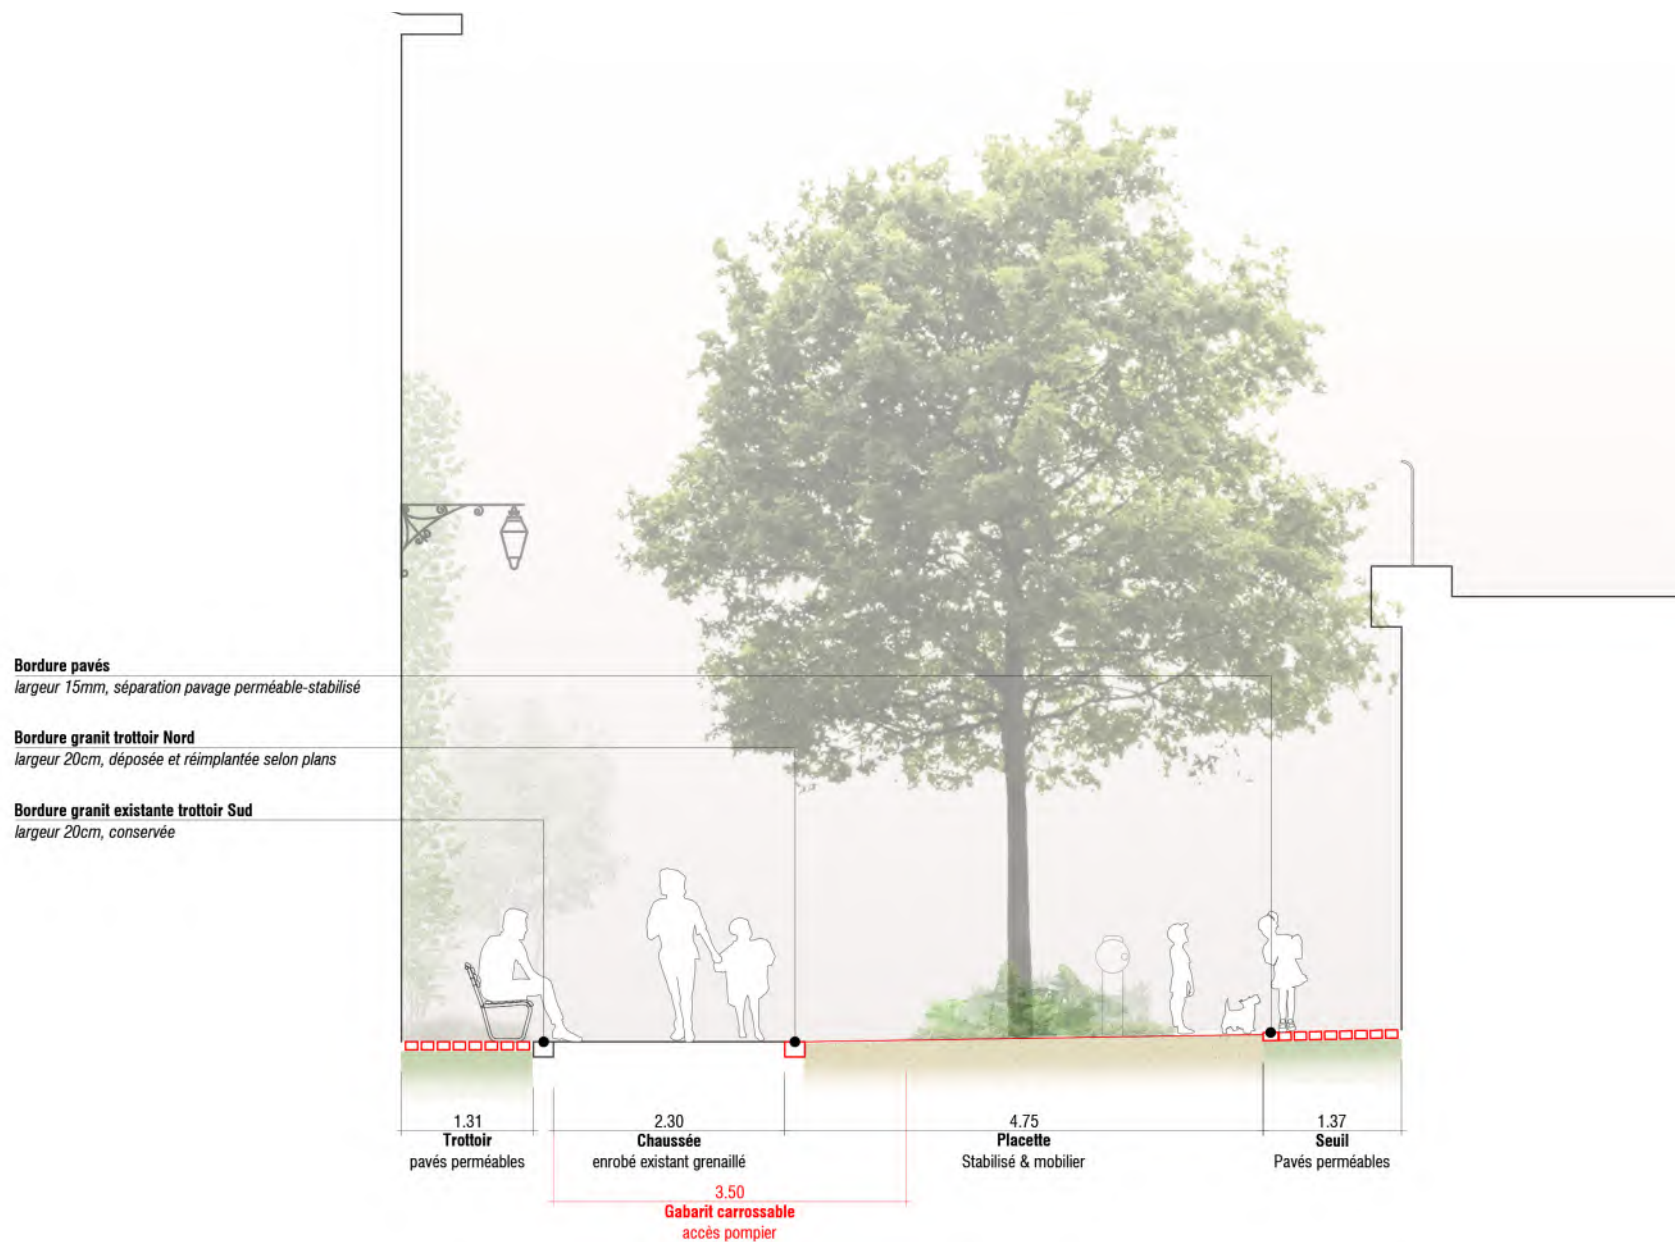 Bordure pavés
largeur 15mm, séparation pavage perméable-stabilisé
Bordure granit trottoir Nord
largeur 20cm, déposée et réimplantée selon plans
Bordure granit existante trottoir Sud
largeur 20cm, conservée
1.31
Trottoir
pavés perméables
2.30
Chaussée
enrobé existant grenaillé
4.75
Placette
Stabilisé & mobilier
1.37
Seuil
Pavés perméables
3.50
Gabarit carrossable
accès pompier